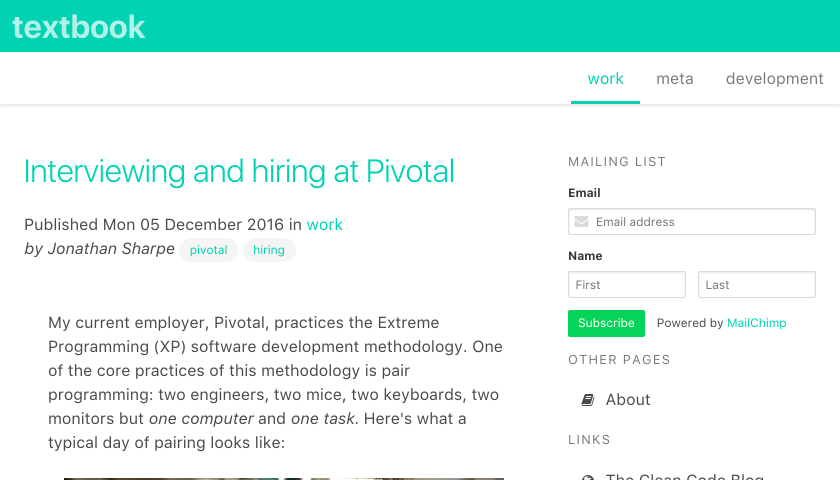 textbook
work meta development
Interviewing and hiring at Pivotal
Published Mon 05 December 2016 in work
by Jonathan Sharpe pivotal hiring
My current employer, Pivotal, practices the Extreme
Programming (XP) software development methodology. One
of the core practices of this methodology is pair
programming: two engineers, two mice, two keyboards, two
monitors but one computer and one task. Here's what a
typical day of pairing looks like:
MAILING LIST
Email
Email address
Name
First Last
Subscribe Powered by MailChimp
OTHER PAGES
About
LINKS
The Clean Code Blog